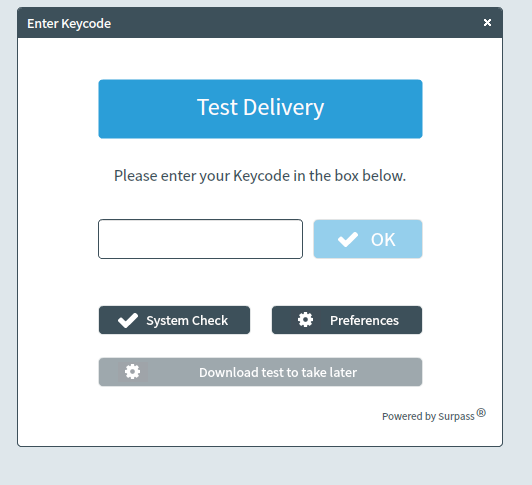 Enter Keycode
Test Delivery
Please enter your Keycode in the box below.
OK
System Check
Preferences
Download test to take later
Powered by Surpass®